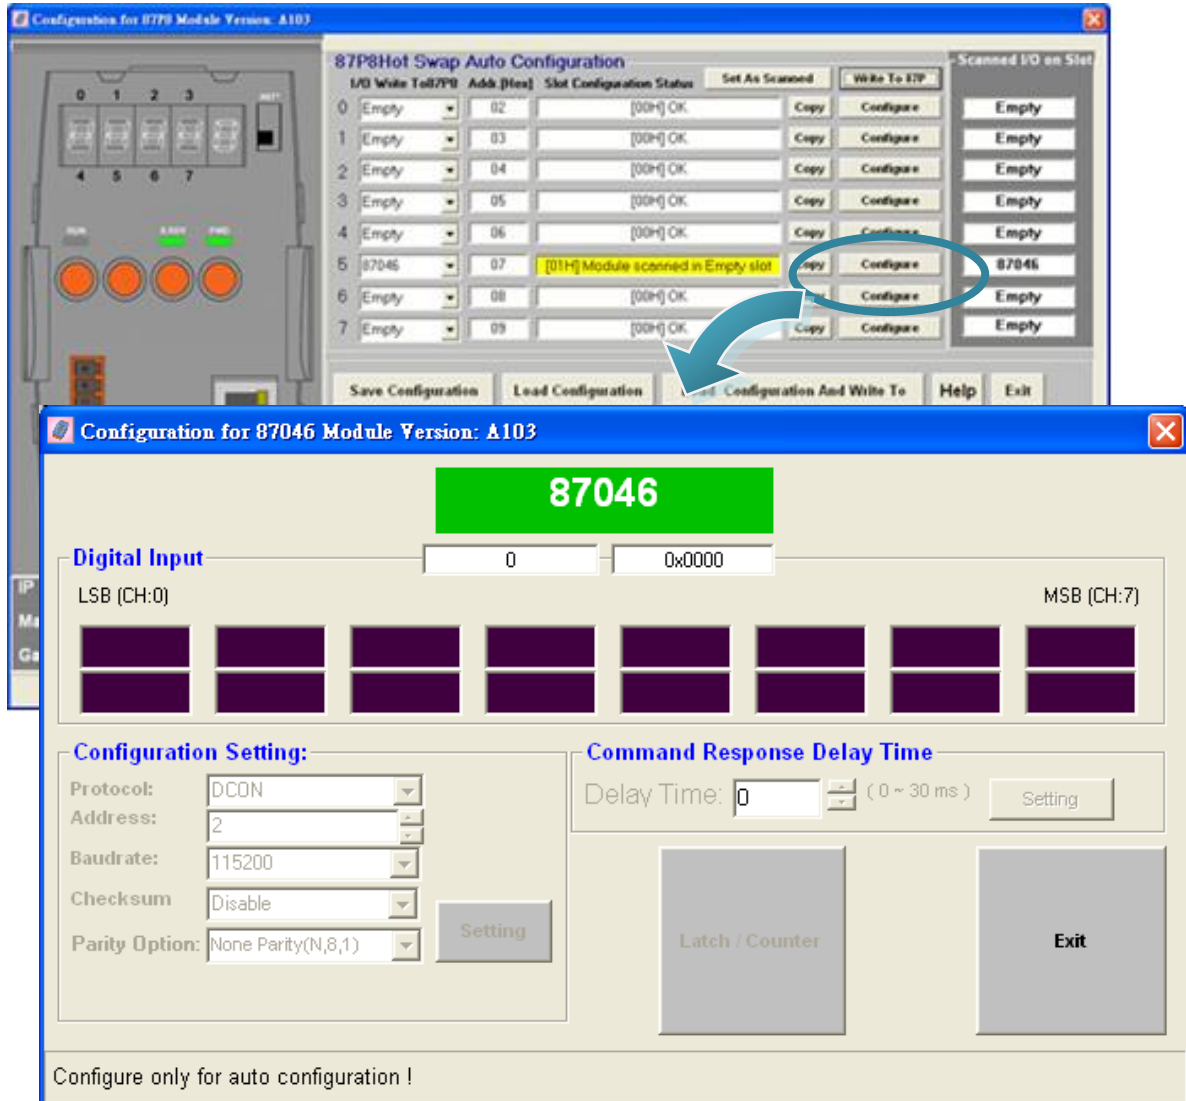 Configuration for 87P8 Module Version: A103
87P8Hot Swap Auto Configuration
Scanned I/O on Slot
I/O Write To87P8 Addr.[Hex] Slot Configuration Status Set As Scanned Write To 87P
0 1 2 3
4 5 6 7
0 Empty 02 [00H] OK. Copy Configure Empty
1 Empty 03 [00H] OK. Copy Configure Empty
2 Empty 04 [00H] OK. Copy Configure Empty
3 Empty 05 [00H] OK. Copy Configure Empty
4 Empty 06 [00H] OK. Copy Configure Empty
5 87046 07 [01H] Module scanned in Empty slot Copy Configure 87046
6 Empty 08 [00H] OK. Configure Empty
7 Empty 09 [00H] OK. Copy Configure Empty
RUN PWR
Save Configuration Load Configuration Configuration And Write To Help Exit
IP
Ma
Ga
Configuration for 87046 Module Version: A103
87046
Digital Input 0 0x0000
LSB (CH:0) MSB (CH:7)
Configuration Setting:
Protocol: DCON
Address: 2
Baudrate: 115200
Checksum Disable
Parity Option: None Parity(N,8,1)
Setting
Command Response Delay Time
Delay Time: 0 ( 0 ~ 30 ms ) Setting
Latch / Counter
Exit
Configure only for auto configuration !